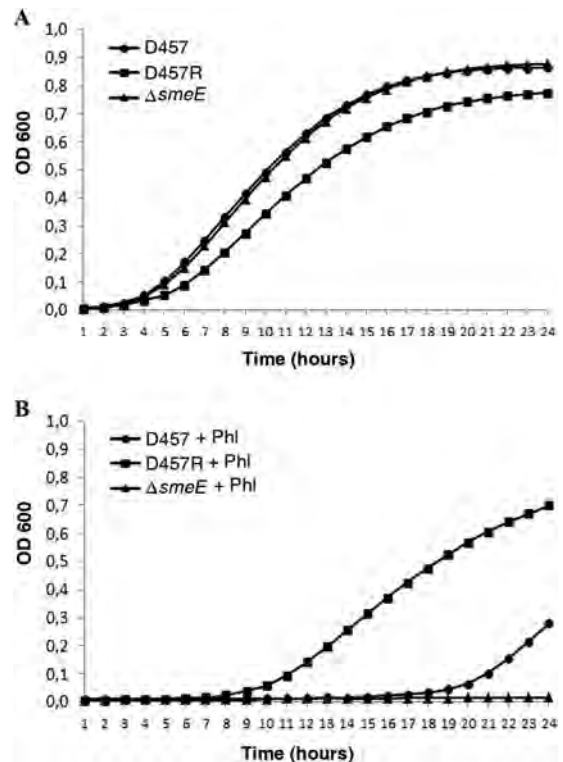 A
D457
D457R
ΔsmeE
1,0
0,9
0,8
0,7
0,6
0,5
0,4
0,3
0,2
0,1
0,0
OD 600
1 2 3 4 5 6 7 8 9 10 11 12 13 14 15 16 17 18 19 20 21 22 23 24
Time (hours)
B
D457 + Phl
D457R + Phl
ΔsmeE + Phl
1,0
0,9
0,8
0,7
0,6
0,5
0,4
0,3
0,2
0,1
0,0
OD 600
1 2 3 4 5 6 7 8 9 10 11 12 13 14 15 16 17 18 19 20 21 22 23 24
Time (hours)